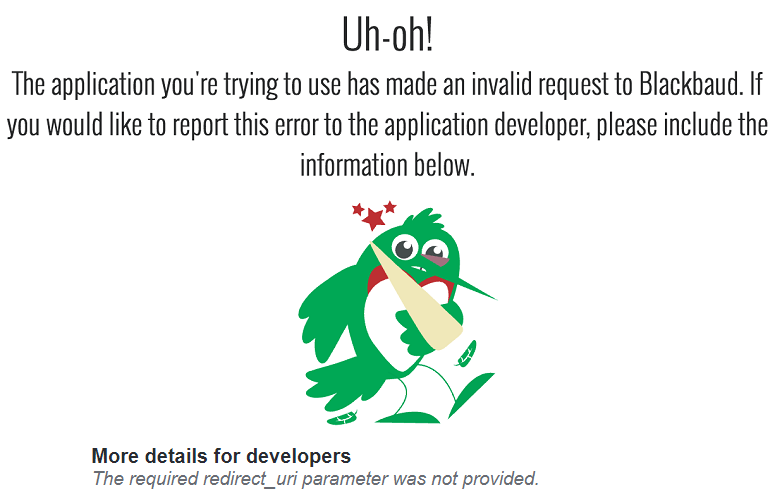 Uh-oh!
The application you're trying to use has made an invalid request to Blackbaud. If
you would like to report this error to the application developer, please include the
information below.
More details for developers
The required redirect_uri parameter was not provided.